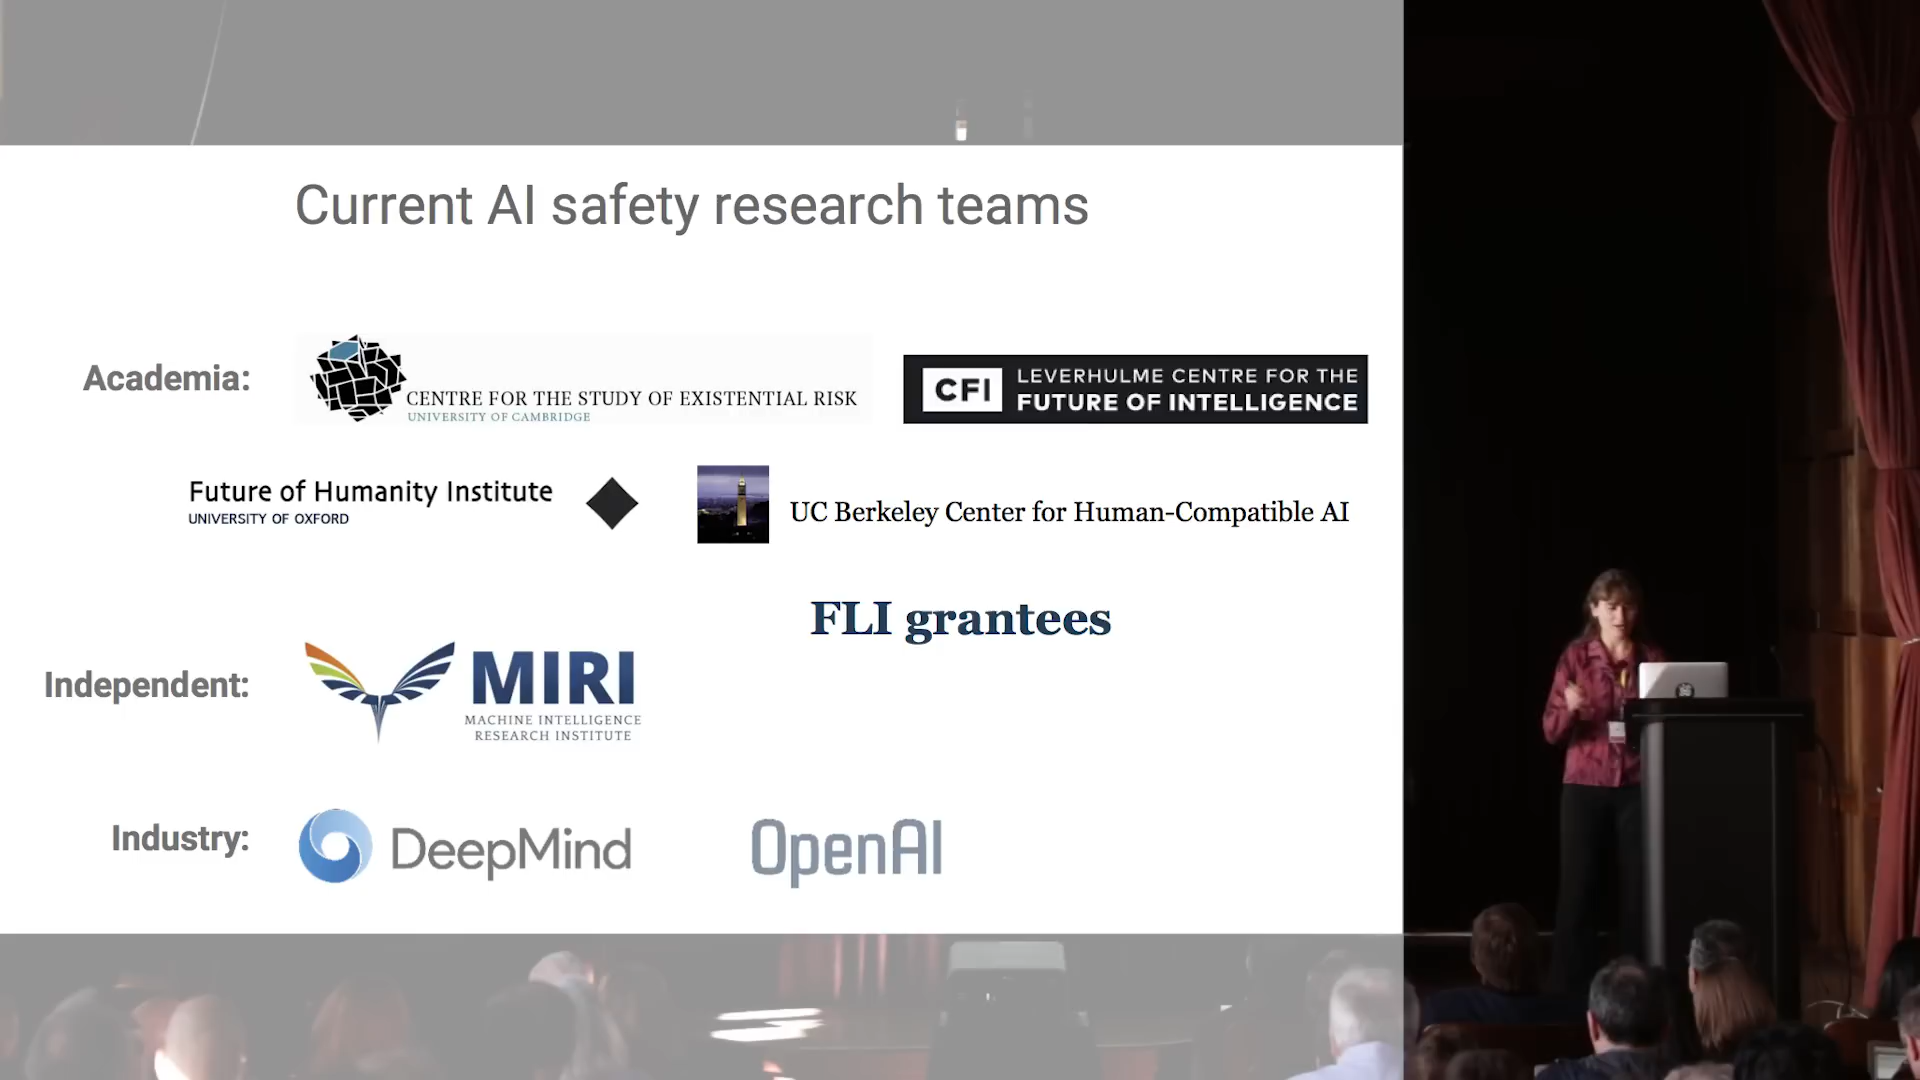 Current AI safety research teams
Academia:
CENTRE FOR THE STUDY OF EXISTENTIAL RISK
UNIVERSITY OF CAMBRIDGE
CFI
LEVERHULME CENTRE FOR THE
FUTURE OF INTELLIGENCE
Future of Humanity Institute
UNIVERSITY OF OXFORD
UC Berkeley Center for Human-Compatible AI
FLI grantees
Independent:
MIRI
MACHINE INTELLIGENCE
RESEARCH INSTITUTE
Industry:
DeepMind
OpenAI